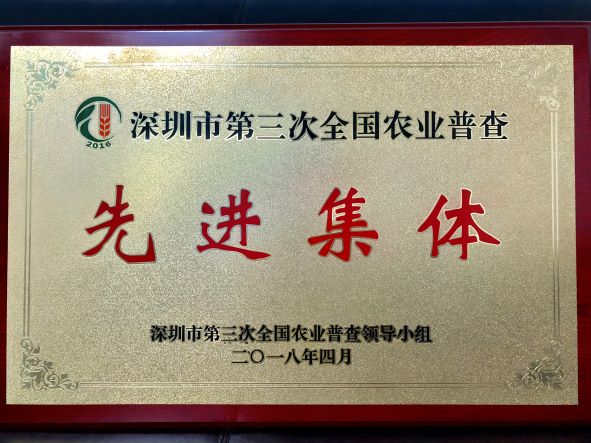 深圳市第三次全国农业普查
2016
先进集体
深圳市第三次全国农业普查领导小组
二〇一八年四月